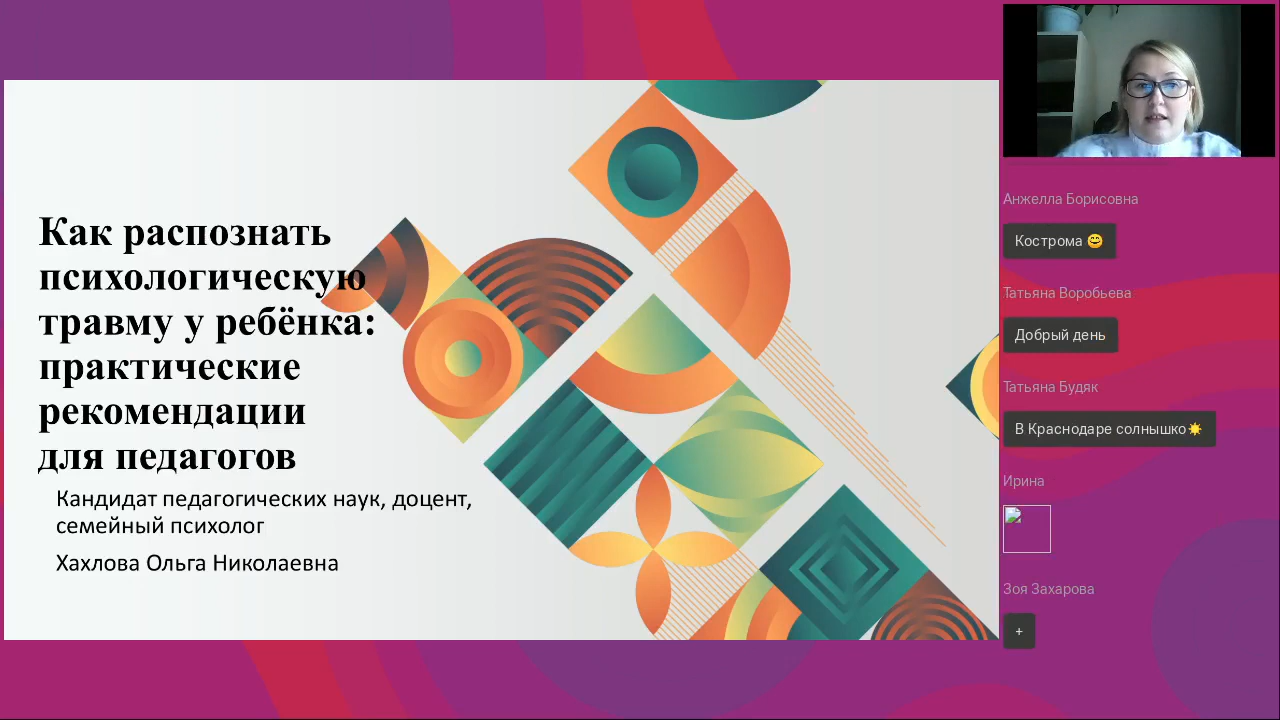 Как распознать
психологическую
травму у ребёнка:
практические
рекомендации
для педагогов
Кандидат педагогических наук, доцент,
семейный психолог
Хахлова Ольга Николаевна
Анжелла Борисовна
Кострома 😊
Татьяна Воробьева
Добрый день
Татьяна Будяк
В Краснодаре солнышко☀️
Ирина
Зоя Захарова
+